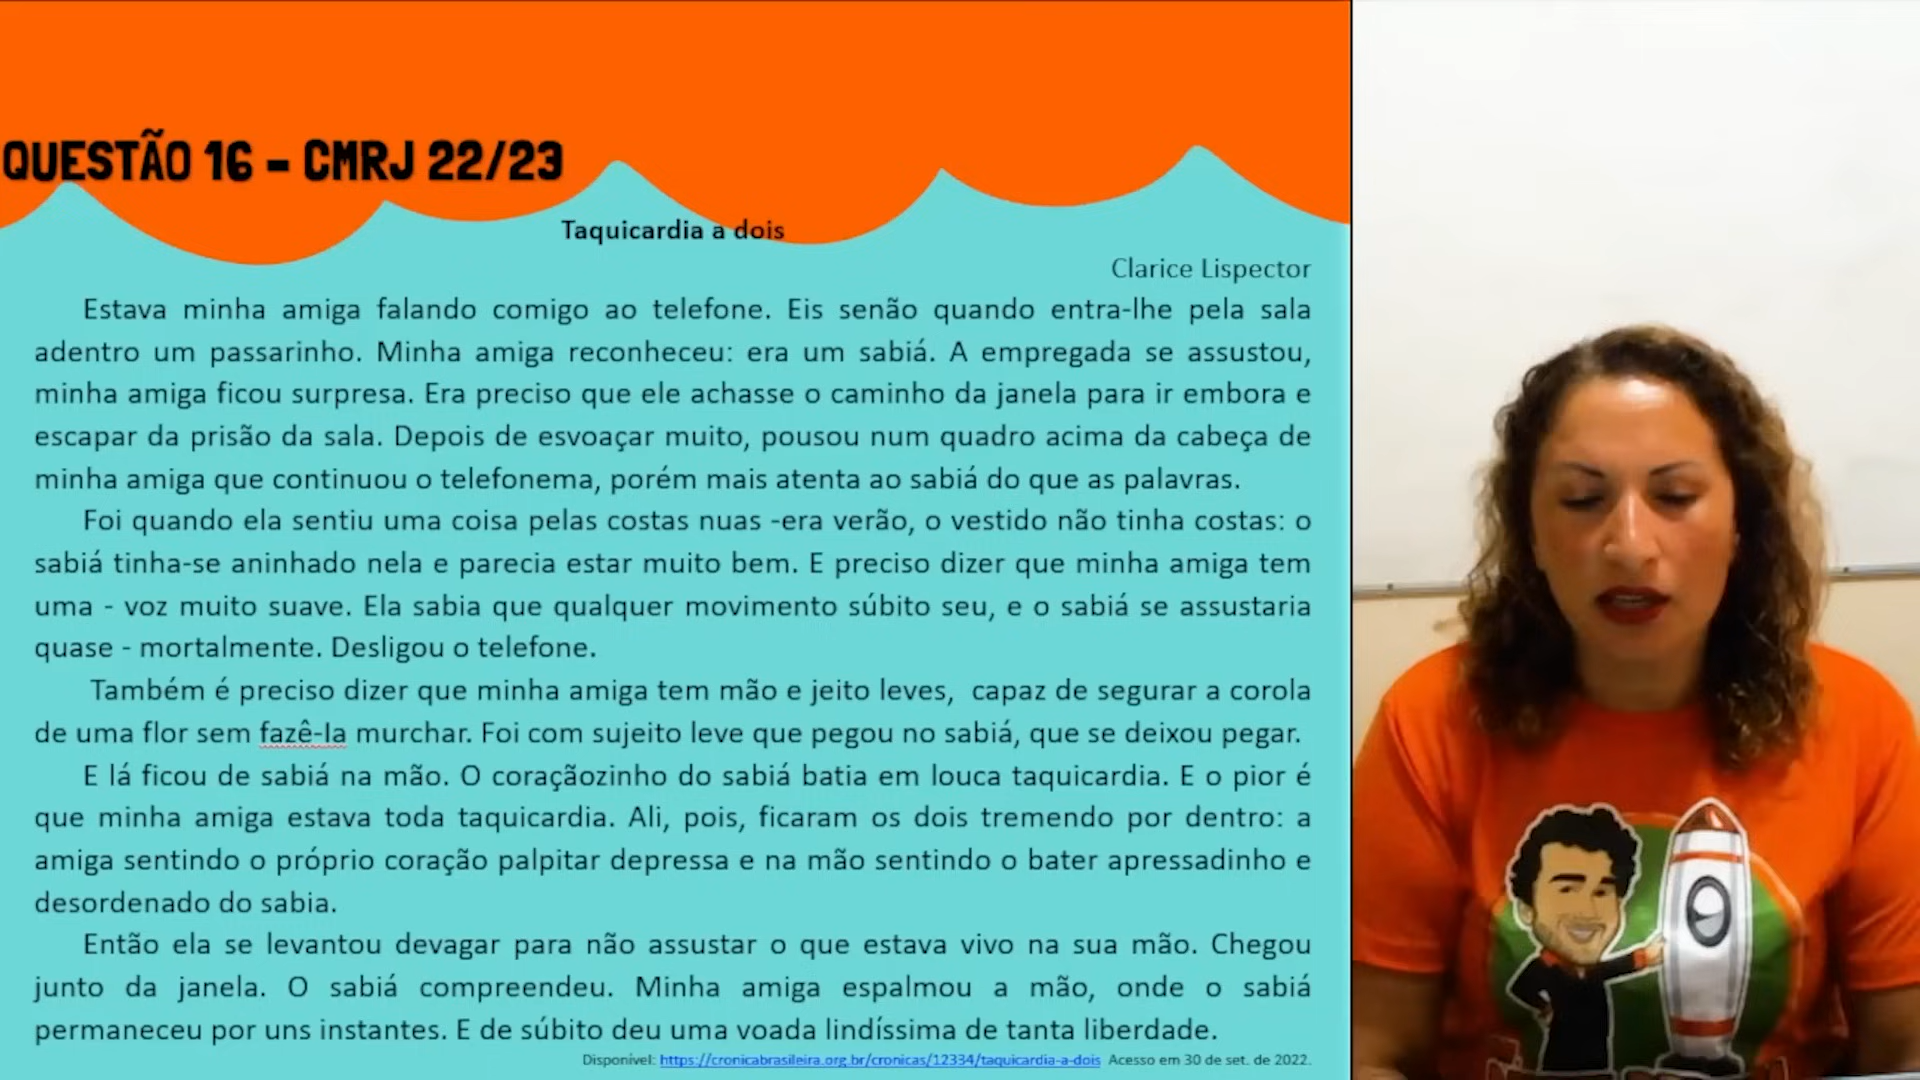 QUESTÃO 16 - CMRJ 22/23
Taquicardia a dois
Clarice Lispector
Estava minha amiga falando comigo ao telefone. Eis senão quando entra-lhe pela sala
adentro um passarinho. Minha amiga reconheceu: era um sabiá. A empregada se assustou,
minha amiga ficou surpresa. Era preciso que ele achasse o caminho da janela para ir embora e
escapar da prisão da sala. Depois de esvoaçar muito, pousou num quadro acima da cabeça de
minha amiga que continuou o telefonema, porém mais atenta ao sabiá do que as palavras.
Foi quando ela sentiu uma coisa pelas costas nuas -era verão, o vestido não tinha costas: o
sabiá tinha-se aninhado nela e parecia estar muito bem. E preciso dizer que minha amiga tem
uma - voz muito suave. Ela sabia que qualquer movimento súbito seu, e o sabiá se assustaria
quase - mortalmente. Desligou o telefone.
Também é preciso dizer que minha amiga tem mão e jeito leves, capaz de segurar a corola
de uma flor sem fazê-la murchar. Foi com sujeito leve que pegou no sabiá, que se deixou pegar.
E lá ficou de sabiá na mão. O coraçãozinho do sabiá batia em louca taquicardia. E o pior é
que minha amiga estava toda taquicardia. Ali, pois, ficaram os dois tremendo por dentro: a
amiga sentindo o próprio coração palpitar depressa e na mão sentindo o bater apressadinho e
desordenado do sabia.
Então ela se levantou devagar para não assustar o que estava vivo na sua mão. Chegou
junto da janela. O sabiá compreendeu. Minha amiga espalmou a mão, onde o sabiá
permaneceu por uns instantes. E de súbito deu uma voada lindíssima de tanta liberdade.
Disponível: https://cronicabrasileira.org.br/cronicas/12334/taquicardia-a-dois Acesso em 30 de set. de 2022.